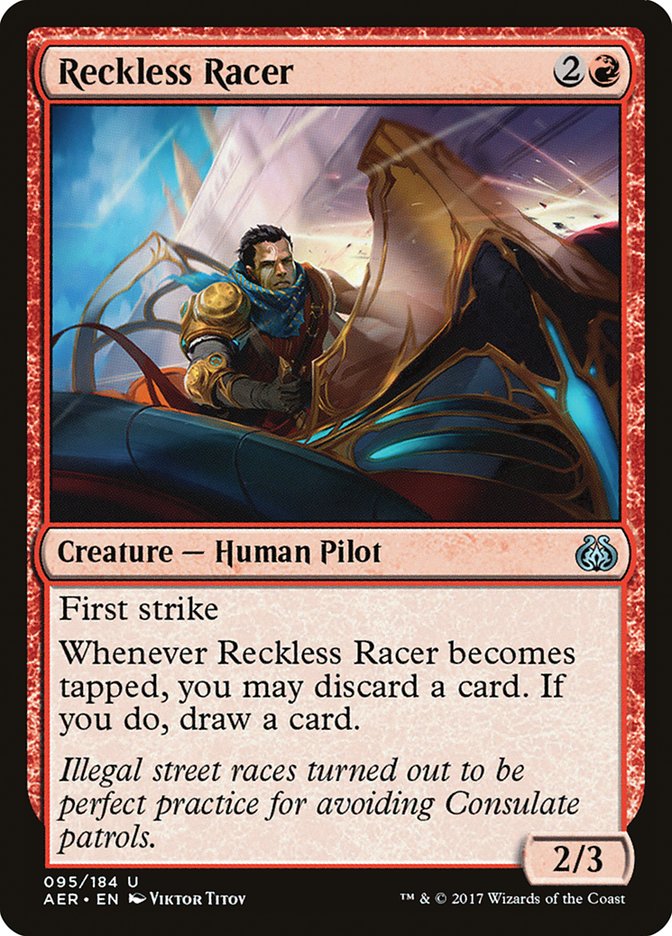 Reckless Racer 2
Creature — Human Pilot
First strike
Whenever Reckless Racer becomes
tapped, you may discard a card. If
you do, draw a card.
Illegal street races turned out to be
perfect practice for avoiding Consulate
patrols.
2/3
095/184 U
AER • EN Viktor Titov
™ & © 2017 Wizards of the Coast